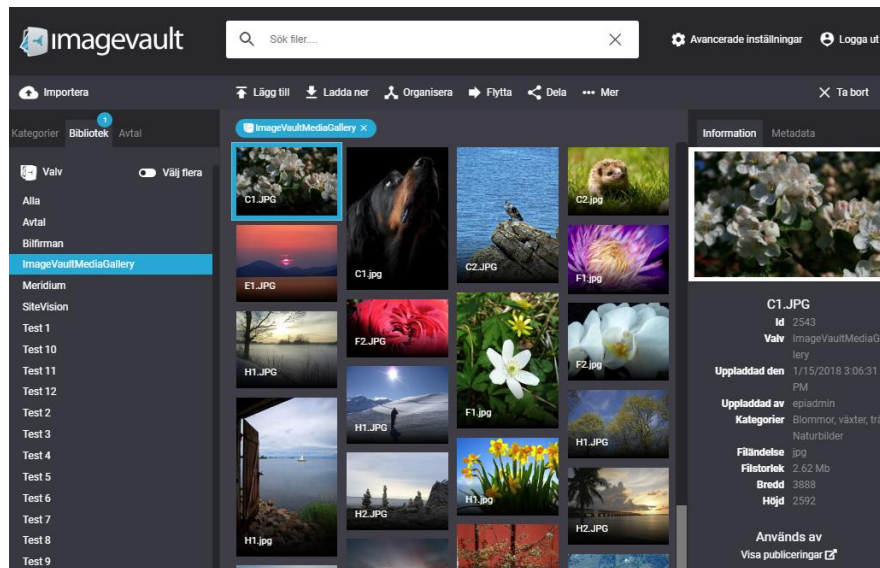 ımagevault
Sök filer....
Avancerade inställningar
Logga ut
Importera
Lägg till
Ladda ner
Organisera
Flytta
Dela
Mer
Ta bort
1
Kategorier
Bibliotek
Avtal
Valv
Välj flera
Alla
Avtal
Bilfirman
ImageVaultMediaGallery
Meridium
SiteVision
Test 1
Test 10
Test 11
Test 12
Test 2
Test 3
Test 4
Test 5
Test 6
Test 7
Test 8
Test 9
ImageVaultMediaGallery
C1.JPG
E1.JPG
H1.JPG
H1.jpg
C1.jpg
F2.JPG
H1.JPG
H2.JPG
C2.JPG
F1.jpg
H1.jpg
C2.jpg
F1.jpg
F2.jpg
H1.JPG
H2.JPG
Information
Metadata
C1.JPG
Id 2543
Valv ImageVaultMediaG
lery
Uppladdad den 1/15/2018 3:06:31
PM
Uppladdad av epiadmin
Kategorier Blommor, växter, trä
Naturbilder
Filändelse jpg
Filstorlek 2.62 Mb
Bredd 3888
Höjd 2592
Används av
Visa publiceringar